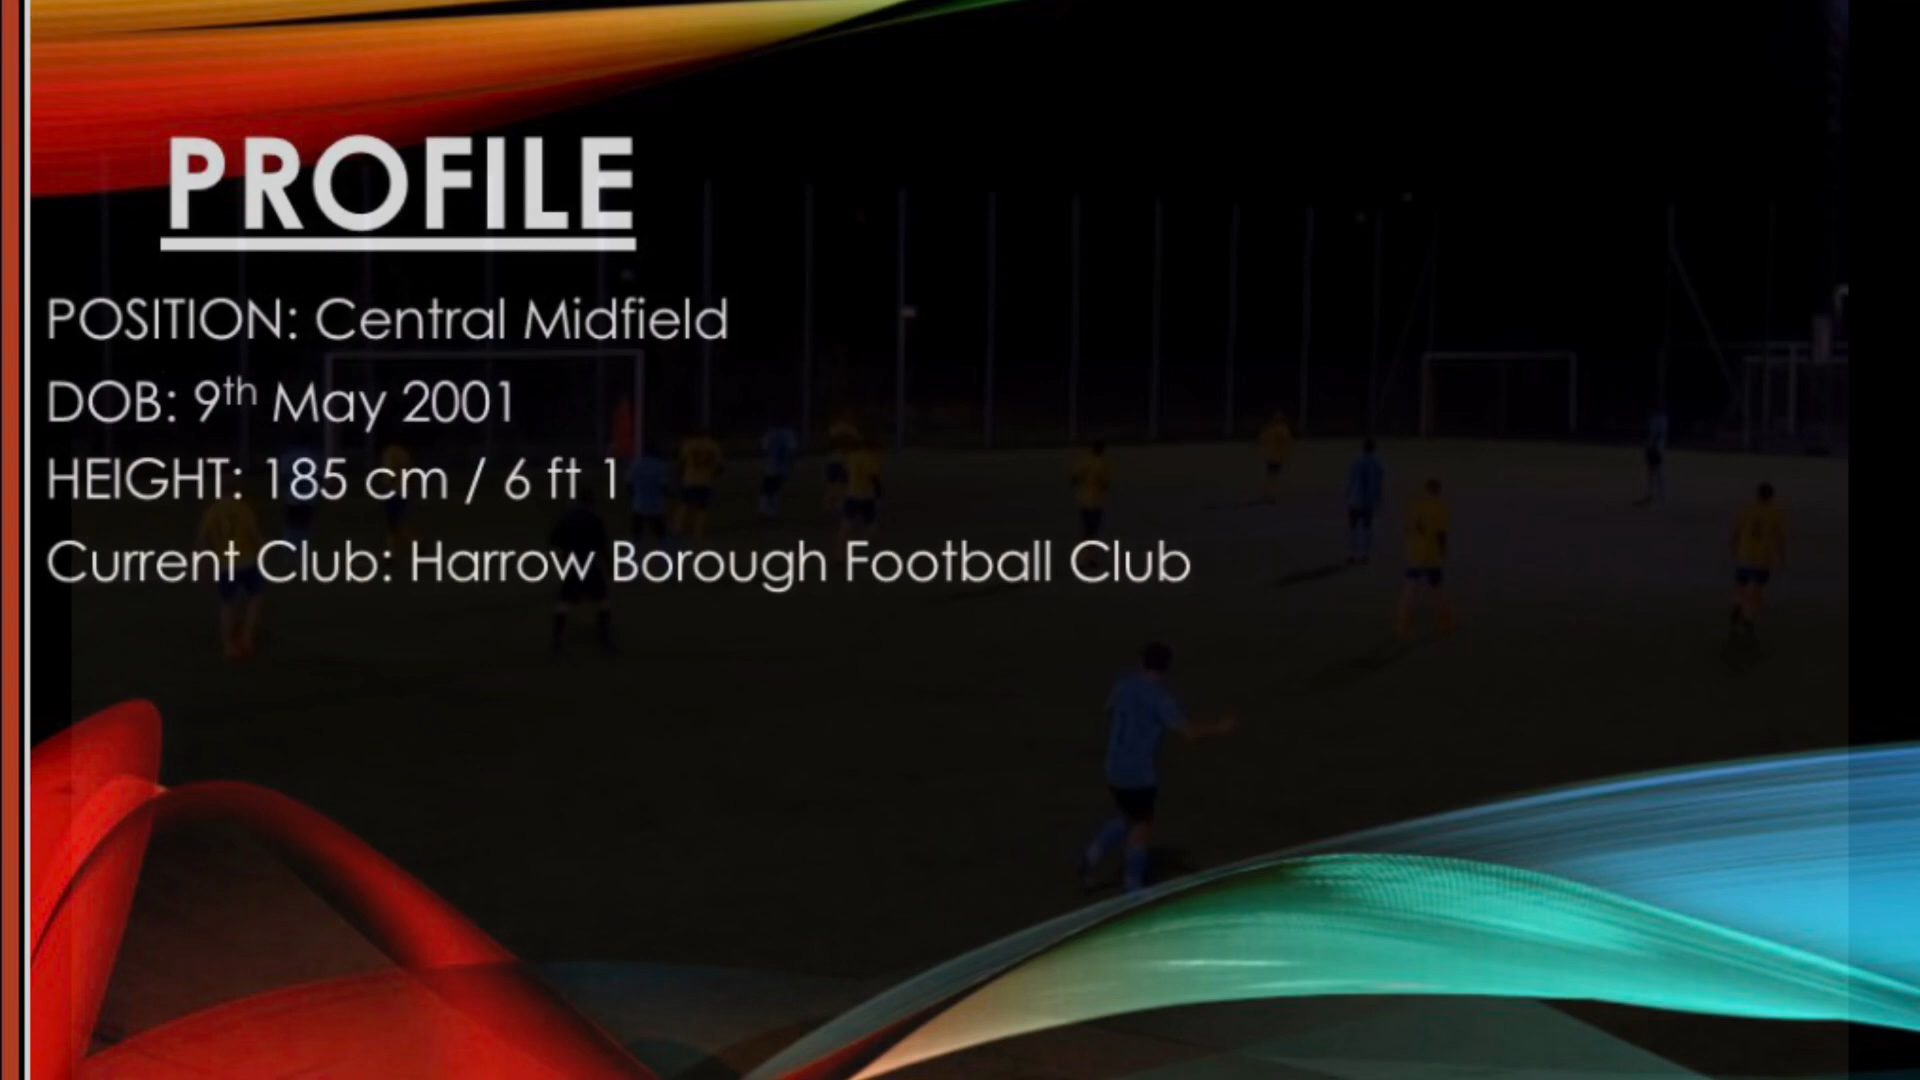 PROFILE
POSITION: Central Midfield
DOB: 9th May 2001
HEIGHT: 185 cm / 6 ft 1
Current Club: Harrow Borough Football Club